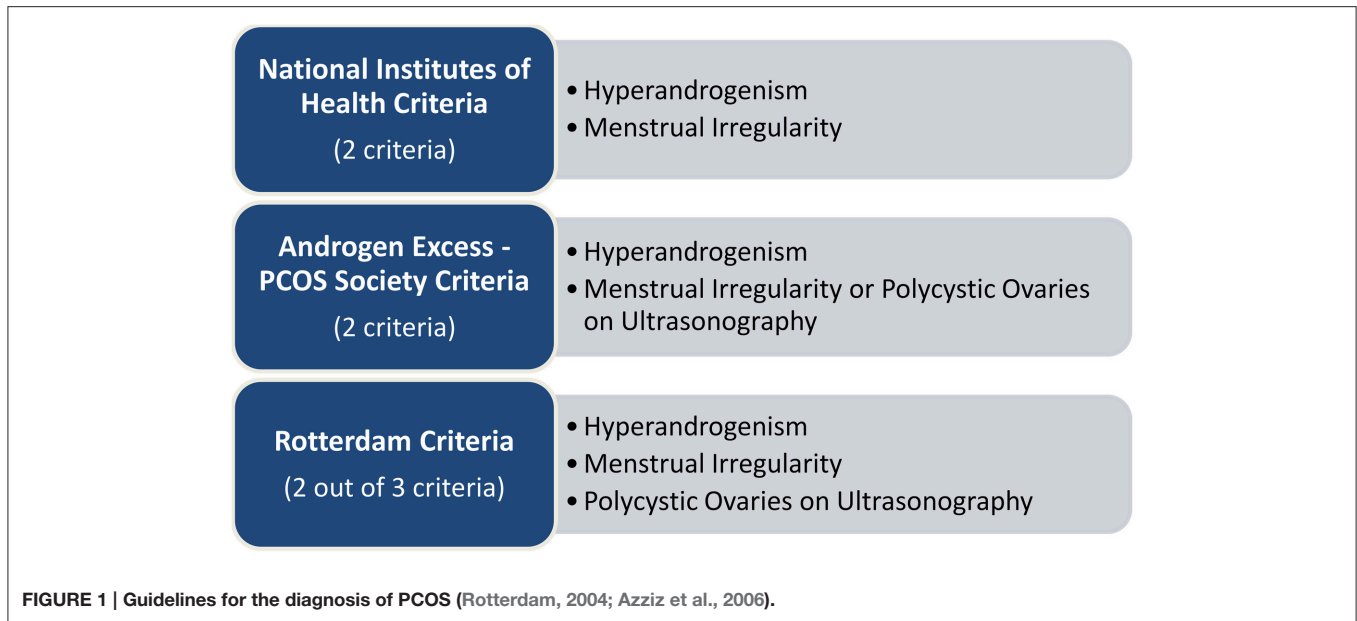 National Institutes of
Health Criteria
(2 criteria)
• Hyperandrogenism
• Menstrual Irregularity
Androgen Excess -
PCOS Society Criteria
(2 criteria)
• Hyperandrogenism
• Menstrual Irregularity or Polycystic Ovaries
on Ultrasonography
Rotterdam Criteria
(2 out of 3 criteria)
• Hyperandrogenism
• Menstrual Irregularity
• Polycystic Ovaries on Ultrasonography
FIGURE 1 | Guidelines for the diagnosis of PCOS (Rotterdam, 2004; Azziz et al., 2006).